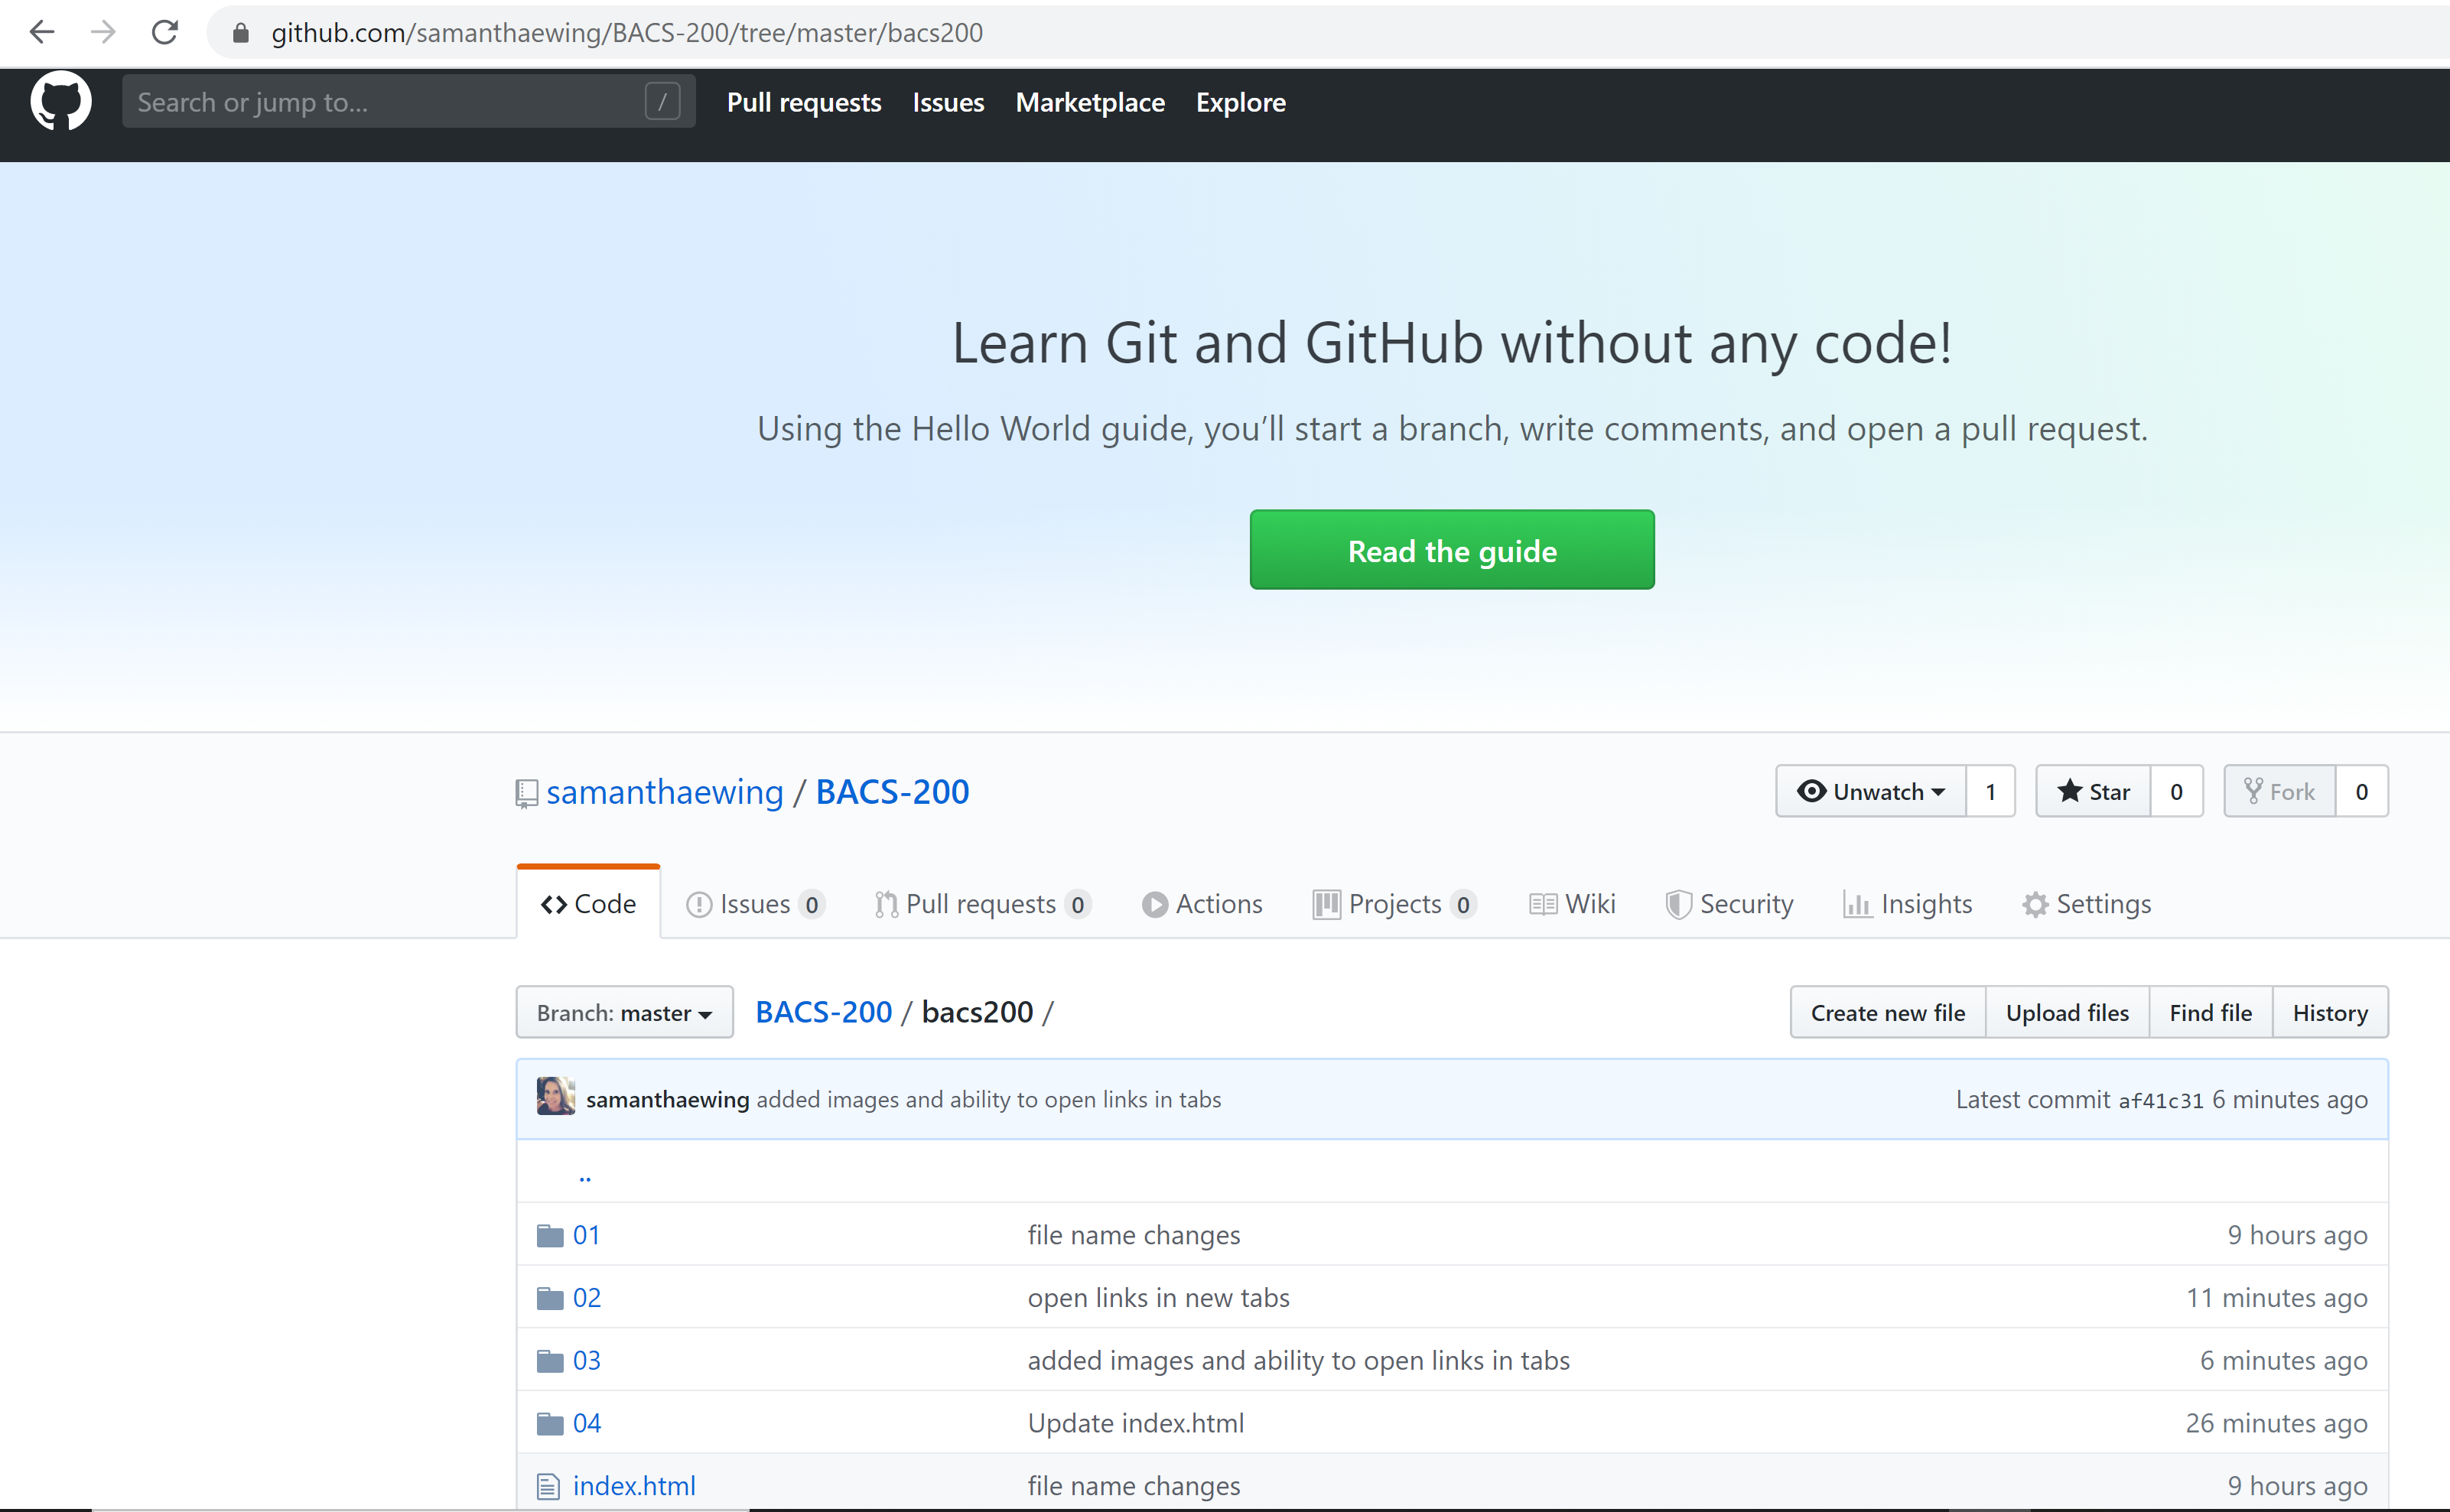 github.com/samanthaewing/BACS-200/tree/master/bacs200
Search or jump to... /
Pull requests Issues Marketplace Explore
Learn Git and GitHub without any code!
Using the Hello World guide, you’ll start a branch, write comments, and open a pull request.
Read the guide
samanthaewing / BACS-200
Unwatch 1 Star 0 Fork 0
Code Issues 0 Pull requests 0 Actions Projects 0 Wiki Security Insights Settings
Branch: master BACS-200 / bacs200 / Create new file Upload files Find file History
samanthaewing added images and ability to open links in tabs Latest commit af41c31 6 minutes ago
..
01 file name changes 9 hours ago
02 open links in new tabs 11 minutes ago
03 added images and ability to open links in tabs 6 minutes ago
04 Update index.html 26 minutes ago
index.html file name changes 9 hours ago